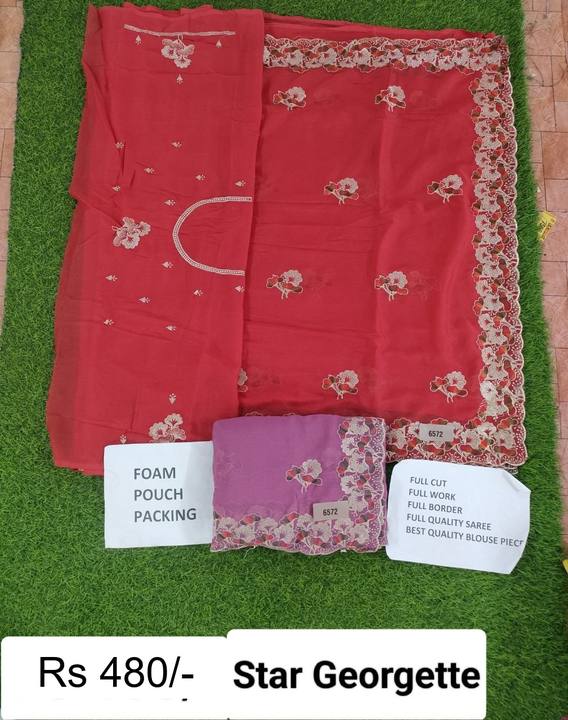 6572
FOAM
POUCH
PACKING
6572
FULL CUT
FULL WORK
FULL BORDER
FULL QUALITY SAREE
BEST QUALITY BLOUSE PIECE
Rs 480/-
Star Georgette